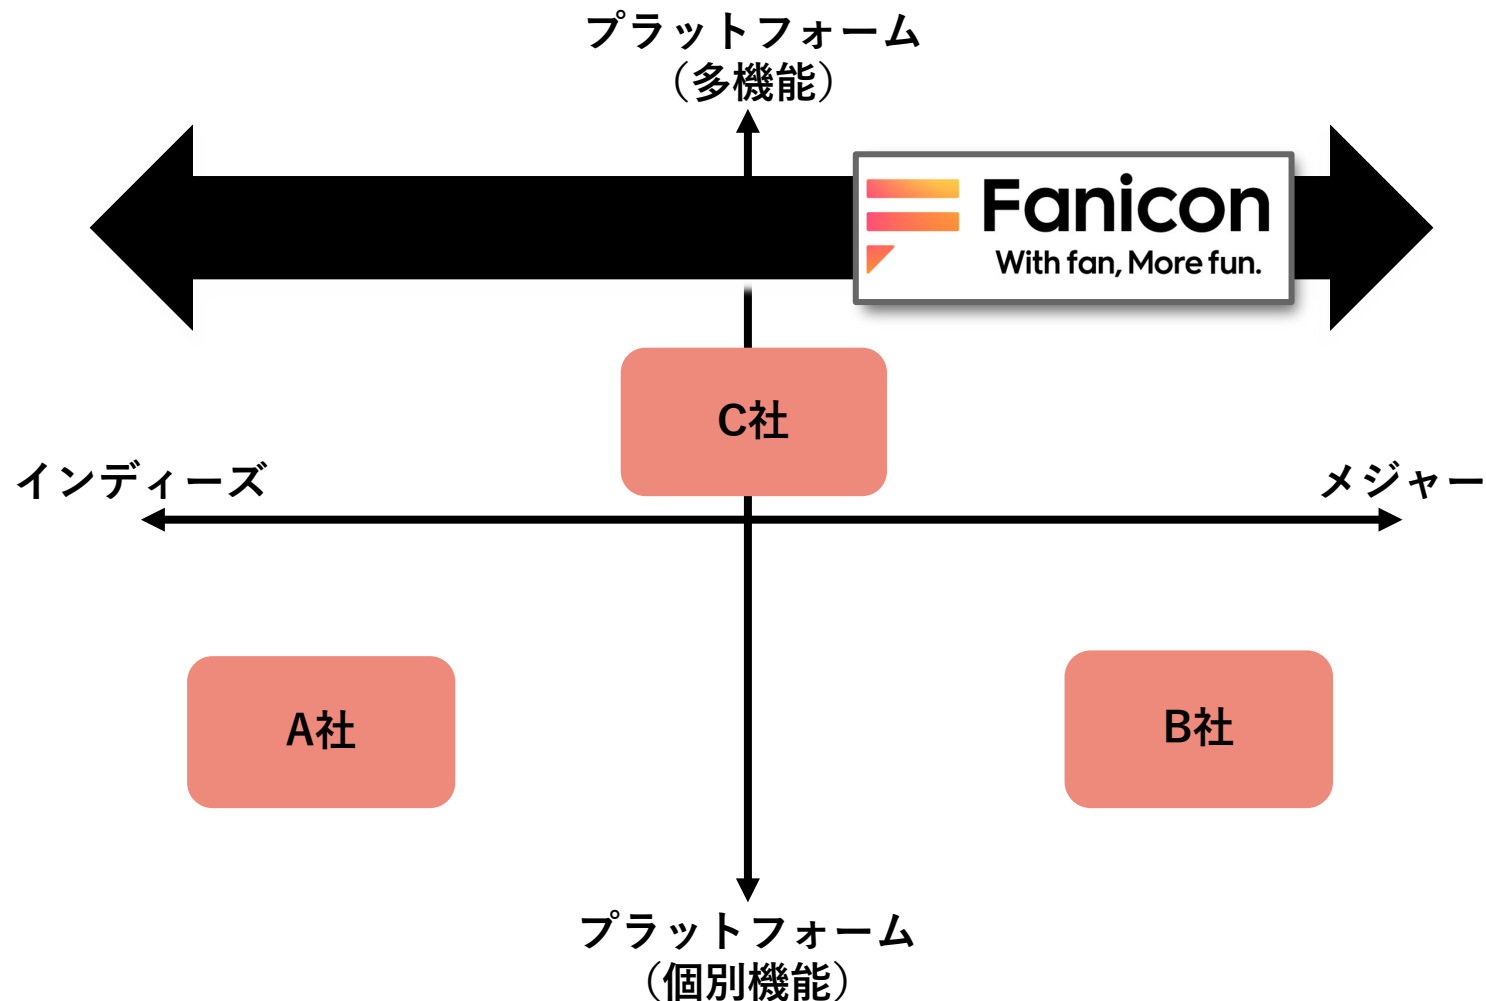 プラットフォーム
（多機能）
Fanicon
With fan, More fun.
C社
インディーズ
メジャー
A社
B社
プラットフォーム
（個別機能）